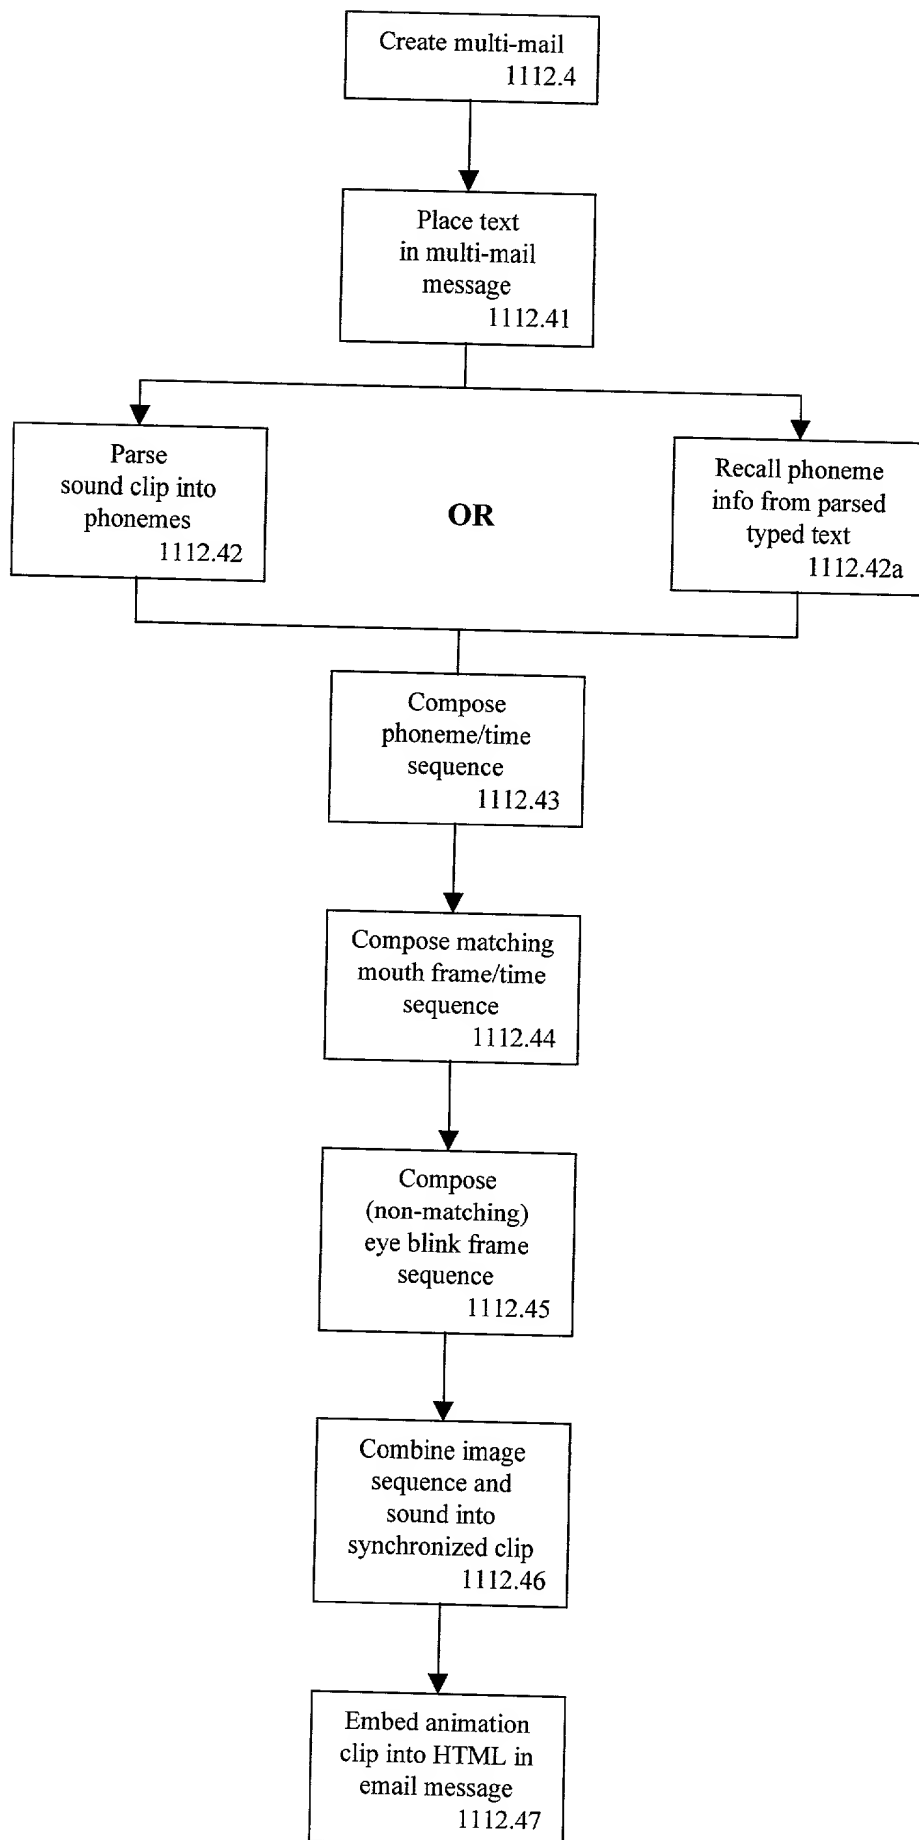 Create multi-mail
1112.4
Place text
in multi-mail
message
1112.41
Parse
sound clip into
phonemes
1112.42
OR
Recall phoneme
info from parsed
typed text
1112.42a
Compose
phoneme/time
sequence
1112.43
Compose matching
mouth frame/time
sequence
1112.44
Compose
(non-matching)
eye blink frame
sequence
1112.45
Combine image
sequence and
sound into
synchronized clip
1112.46
Embed animation
clip into HTML in
email message
1112.47